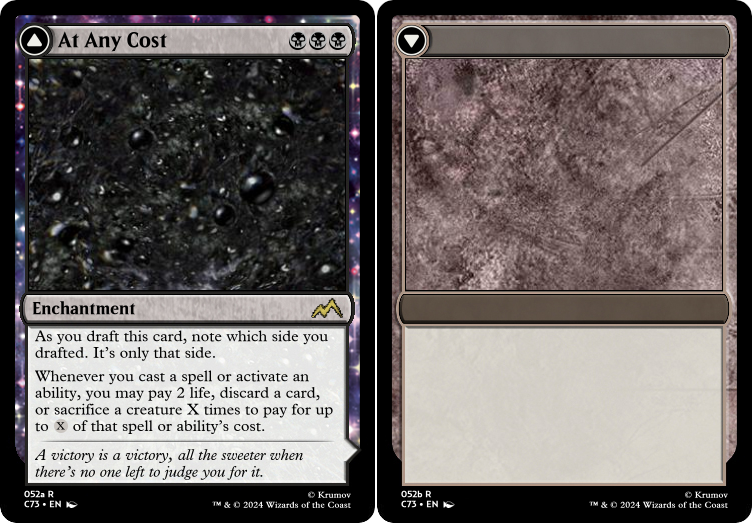 At Any Cost
Enchantment
As you draft this card, note which side you
drafted. It's only that side.
Whenever you cast a spell or activate an
ability, you may pay 2 life, discard a card,
or sacrifice a creature X times to pay for up
to X of that spell or ability's cost.
A victory is a victory, all the sweeter when
there's no one left to judge you for it.
052a R
C73 • EN
© Krumov
™ & © 2024 Wizards of the Coast
052b R
C73 • EN
© Krumov
™ & © 2024 Wizards of the Coast